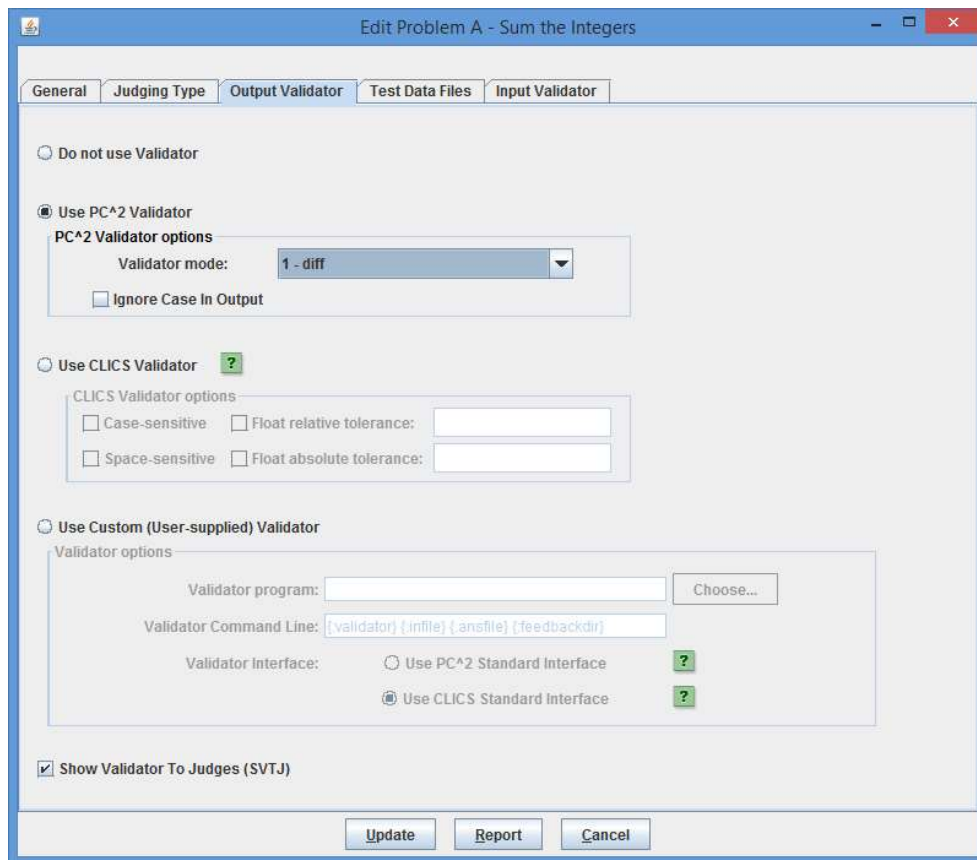 Edit Problem A - Sum the Integers
General Judging Type Output Validator Test Data Files Input Validator
Do not use Validator
Use PC^2 Validator
PC^2 Validator options
Validator mode: 1 - diff
Ignore Case In Output
Use CLICS Validator ?
CLICS Validator options
Case-sensitive Float relative tolerance:
Space-sensitive Float absolute tolerance:
Use Custom (User-supplied) Validator
Validator options
Validator program: Choose...
Validator Command Line: {:validator} {:infile} {:ansfile} {:feedbackdir}
Validator Interface: Use PC^2 Standard Interface ?
Use CLICS Standard Interface ?
Show Validator To Judges (SVTJ)
Update Report Cancel